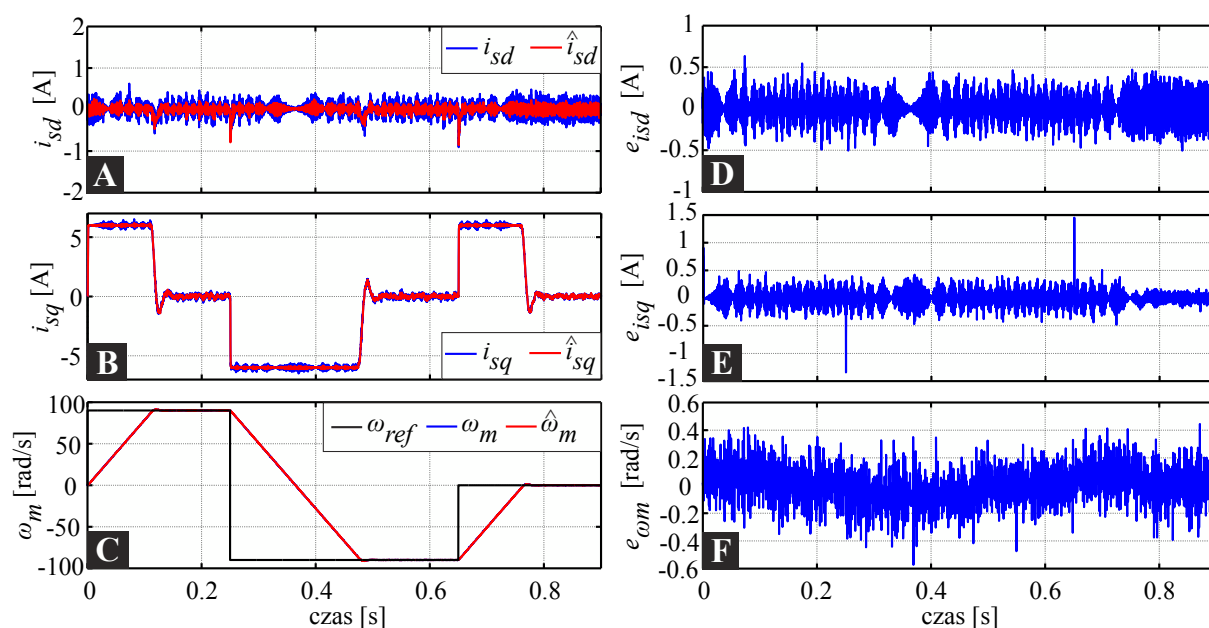 2
1
0
-1
-2
i_sd [A]
i_sd î_sd
A
5
0
-5
i_sq [A]
i_sq î_sq
B
100
50
0
-50
-100
ω_m [rad/s]
ω_ref ω_m ω̂_m
C
0 0.2 0.4 0.6 0.8
czas [s]
1
0.5
0
-0.5
-1
e_isd [A]
D
1.5
1
0.5
0
-0.5
-1
-1.5
e_isq [A]
E
0.6
0.4
0.2
0
-0.2
-0.4
-0.6
e_ωm [rad/s]
F
0 0.2 0.4 0.6 0.8
czas [s]